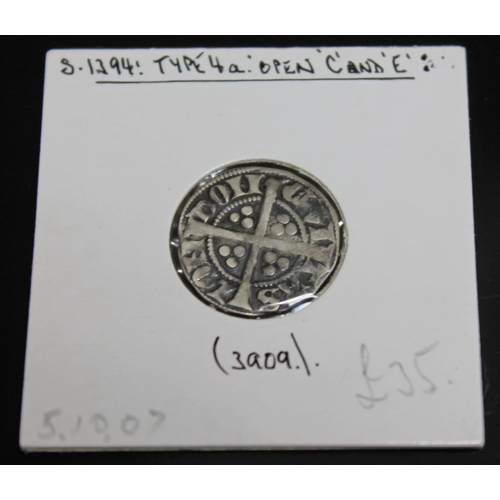 S.1294: TYPE 4a: OPEN 'C' AND 'E' :
(3909.).
£35.
5.10.07